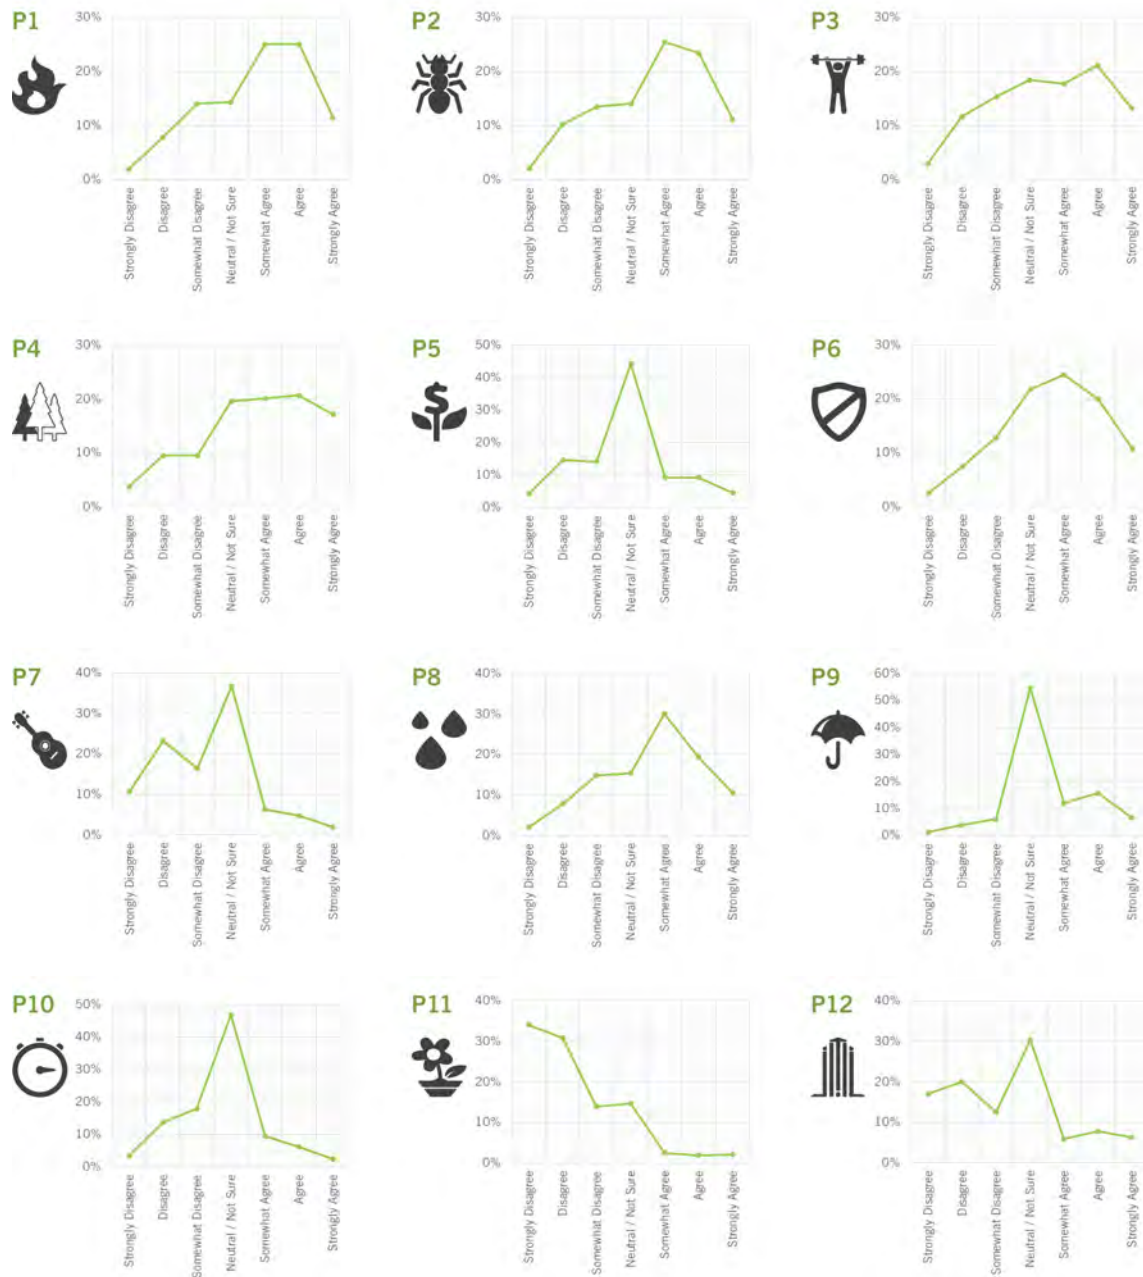 P1
30%
20%
10%
0%
Strongly Disagree
Disagree
Somewhat Disagree
Neutral / Not Sure
Somewhat Agree
Agree
Strongly Agree
P2
30%
20%
10%
0%
Strongly Disagree
Disagree
Somewhat Disagree
Neutral / Not Sure
Somewhat Agree
Agree
Strongly Agree
P3
30%
20%
10%
0%
Strongly Disagree
Disagree
Somewhat Disagree
Neutral / Not Sure
Somewhat Agree
Agree
Strongly Agree
P4
30%
20%
10%
0%
Strongly Disagree
Disagree
Somewhat Disagree
Neutral / Not Sure
Somewhat Agree
Agree
Strongly Agree
P5
$
50%
40%
30%
20%
10%
0%
Strongly Disagree
Disagree
Somewhat Disagree
Neutral / Not Sure
Somewhat Agree
Agree
Strongly Agree
P6
30%
20%
10%
0%
Strongly Disagree
Disagree
Somewhat Disagree
Neutral / Not Sure
Somewhat Agree
Agree
Strongly Agree
P7
40%
30%
20%
10%
0%
Strongly Disagree
Disagree
Somewhat Disagree
Neutral / Not Sure
Somewhat Agree
Agree
Strongly Agree
P8
40%
30%
20%
10%
0%
Strongly Disagree
Disagree
Somewhat Disagree
Neutral / Not Sure
Somewhat Agree
Agree
Strongly Agree
P9
60%
50%
40%
30%
20%
10%
0%
Strongly Disagree
Disagree
Somewhat Disagree
Neutral / Not Sure
Somewhat Agree
Agree
Strongly Agree
P10
50%
40%
30%
20%
10%
0%
Strongly Disagree
Disagree
Somewhat Disagree
Neutral / Not Sure
Somewhat Agree
Agree
Strongly Agree
P11
40%
30%
20%
10%
0%
Strongly Disagree
Disagree
Somewhat Disagree
Neutral / Not Sure
Somewhat Agree
Agree
Strongly Agree
P12
40%
30%
20%
10%
0%
Strongly Disagree
Disagree
Somewhat Disagree
Neutral / Not Sure
Somewhat Agree
Agree
Strongly Agree